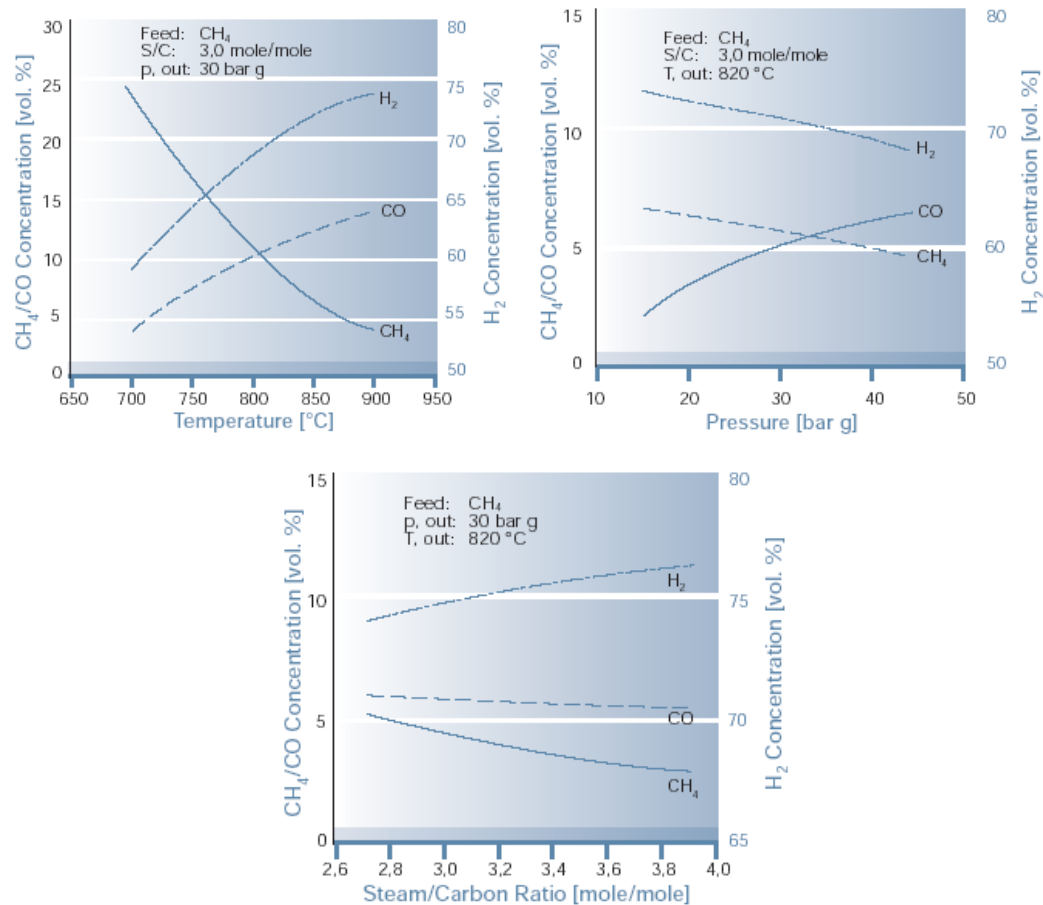 30
25
20
15
10
5
0
CH₄/CO Concentration [vol. %]
Feed: CH₄
S/C: 3,0 mole/mole
p, out: 30 bar g
H₂
CO
CH₄
80
75
70
65
60
55
50
H₂ Concentration [vol. %]
650 700 750 800 850 900 950
Temperature [°C]
15
10
5
0
CH₄/CO Concentration [vol. %]
Feed: CH₄
S/C: 3,0 mole/mole
T, out: 820 °C
H₂
CO
CH₄
80
70
60
50
H₂ Concentration [vol. %]
10 20 30 40 50
Pressure [bar g]
15
10
5
0
CH₄/CO Concentration [vol. %]
Feed: CH₄
p, out: 30 bar g
T, out: 820 °C
H₂
CO
CH₄
80
75
70
65
H₂ Concentration [vol. %]
2,6 2,8 3,0 3,2 3,4 3,6 3,8 4,0
Steam/Carbon Ratio [mole/mole]